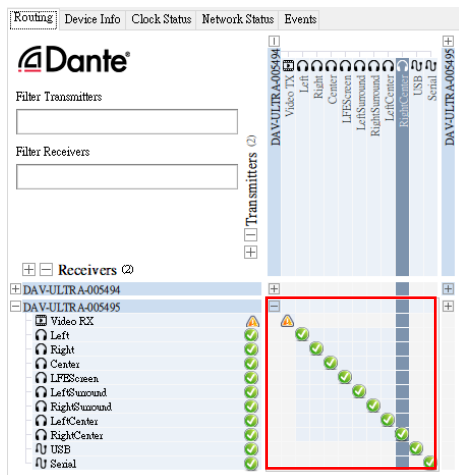 Routing Device Info Clock Status Network Status Events
Dante®
Filter Transmitters
Filter Receivers
Transmitters (2)
DAV-ULTRA-005494
Video TX
Left
Right
Center
LFEScreen
LeftSurround
RightSurround
LeftCenter
RightCenter
USB
Serial
DAV-ULTRA-005495
Receivers (2)
DAV-ULTRA-005494
DAV-ULTRA-005495
Video RX
Left
Right
Center
LFEScreen
LeftSurround
RightSurround
LeftCenter
RightCenter
USB
Serial